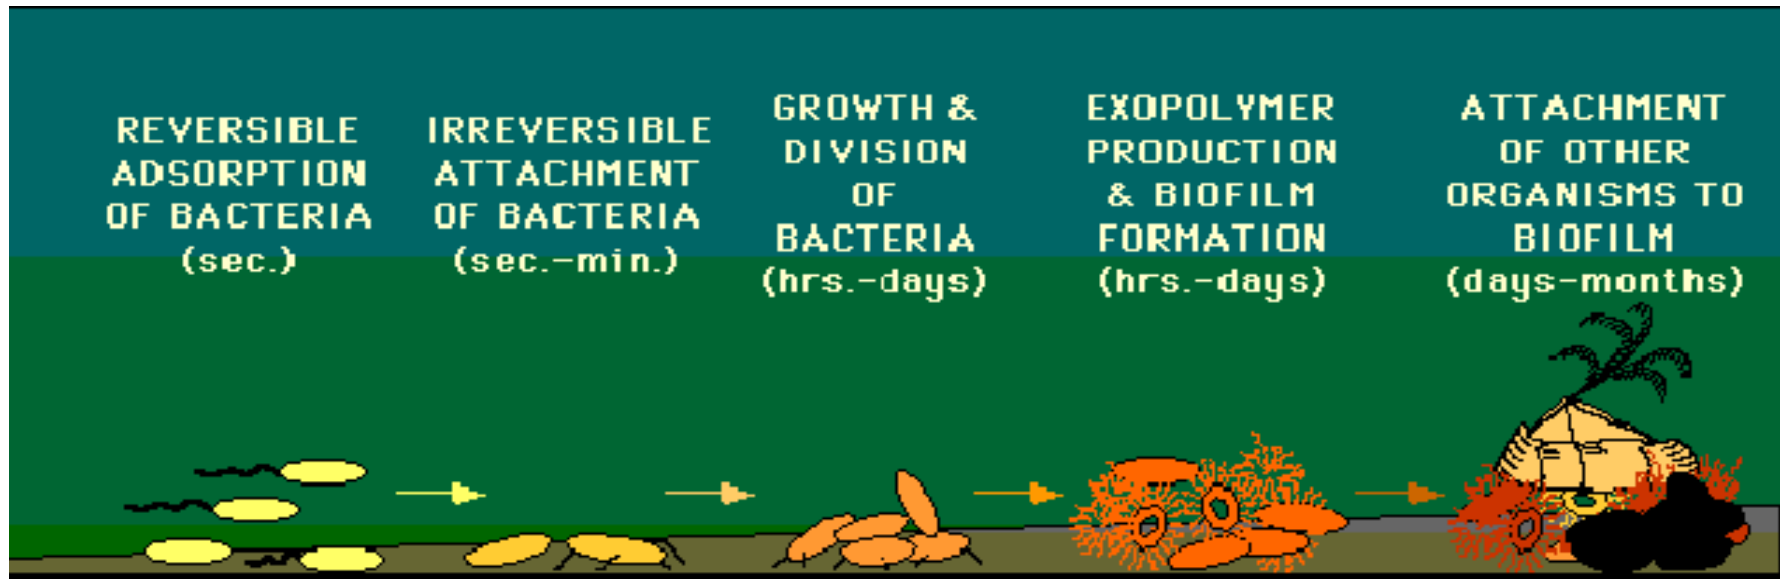 REVERSIBLE
ADSORPTION
OF BACTERIA
(sec.)
IRREVERSIBLE
ATTACHMENT
OF BACTERIA
(sec.-min.)
GROWTH &
DIVISION
OF
BACTERIA
(hrs.-days)
EXOPOLYMER
PRODUCTION
& BIOFILM
FORMATION
(hrs.-days)
ATTACHMENT
OF OTHER
ORGANISMS TO
BIOFILM
(days-months)